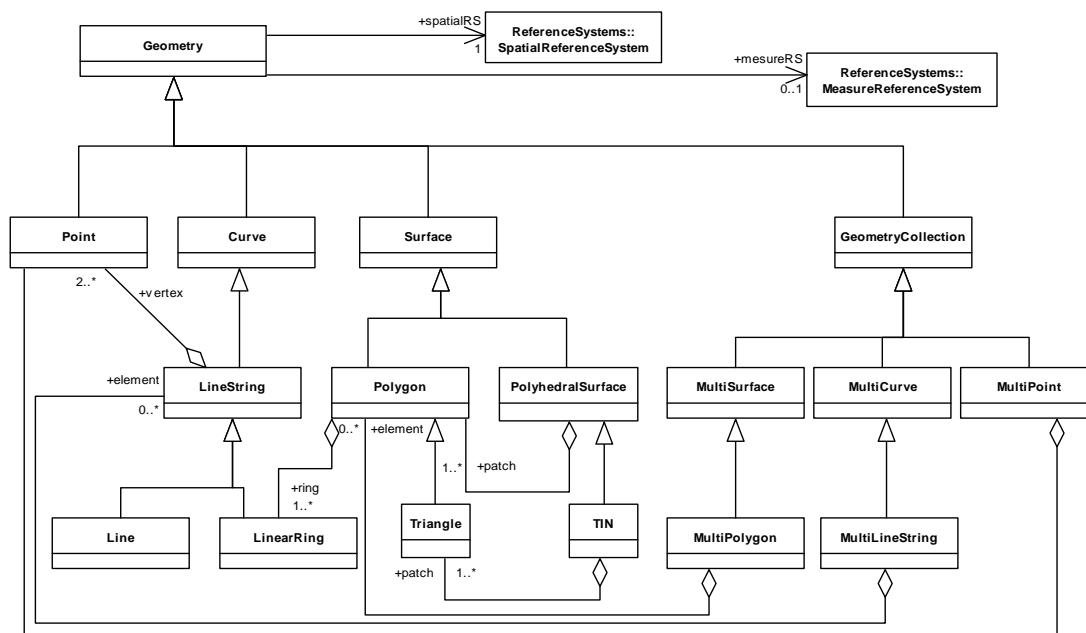 +spatialRS
1
ReferenceSystems::
SpatialReferenceSystem
Geometry
+mesureRS
0..1
ReferenceSystems::
MeasureReferenceSystem
Point
Curve
Surface
GeometryCollection
2..*
+vertex
+element
0..*
LineString
Polygon
PolyhedralSurface
MultiSurface
MultiCurve
MultiPoint
0..*
+element
1..*
+patch
+ring
1..*
Line
LinearRing
Triangle
TIN
MultiPolygon
MultiLineString
+patch
1..*